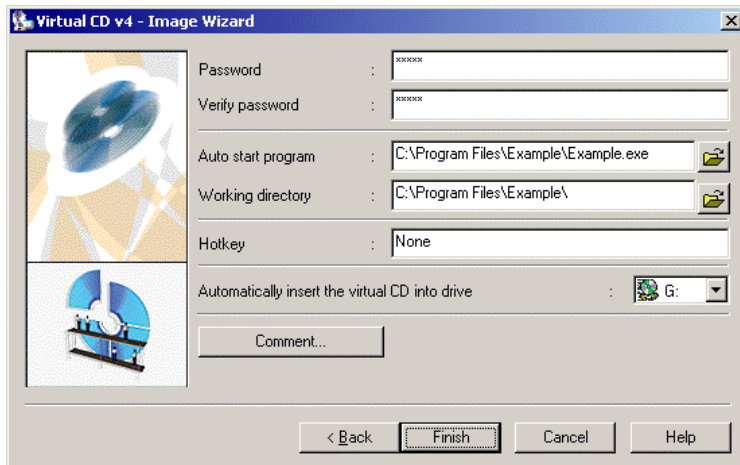 Virtual CD v4 - Image Wizard
Password : *****
Verify password : *****
Auto start program : C:\Program Files\Example\Example.exe
Working directory : C:\Program Files\Example\
Hotkey : None
Automatically insert the virtual CD into drive : G:
Comment...
< Back Finish Cancel Help